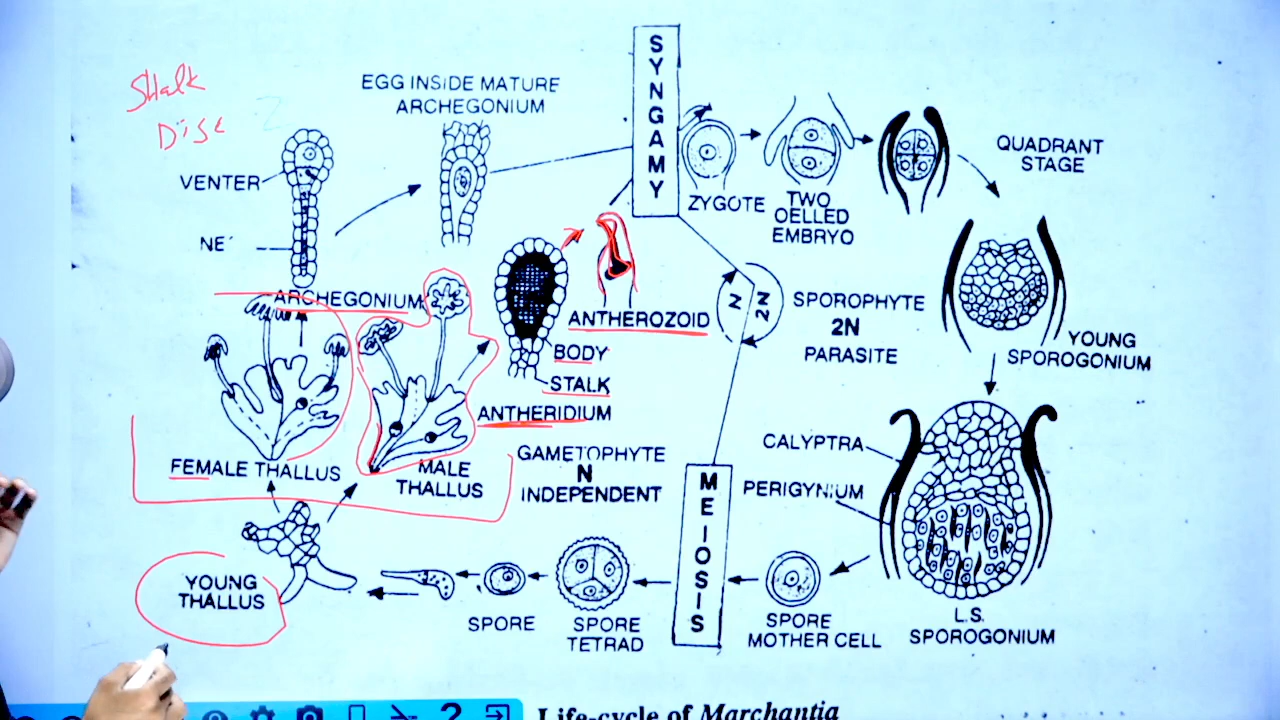 Stalk
Disc
EGG INSIDE MATURE
ARCHEGONIUM
VENTER
NE
ARCHEGONIUM
SYNGAMY
ZYGOTE
TWO
OELLED
EMBRYO
QUADRANT
STAGE
YOUNG
SPOROGONIUM
ANTHEROZOID
BODY
STALK
ANTHERIDIUM
N
2N
SPOROPHYTE
2N
PARASITE
FEMALE THALLUS
MALE
THALLUS
GAMETOPHYTE
N
INDEPENDENT
CALYPTRA
PERIGYNIUM
MEIOSIS
YOUNG
THALLUS
SPORE
SPORE
TETRAD
SPORE
MOTHER CELL
L.S.
SPOROGONIUM
?
Life-cycle of Marchantia